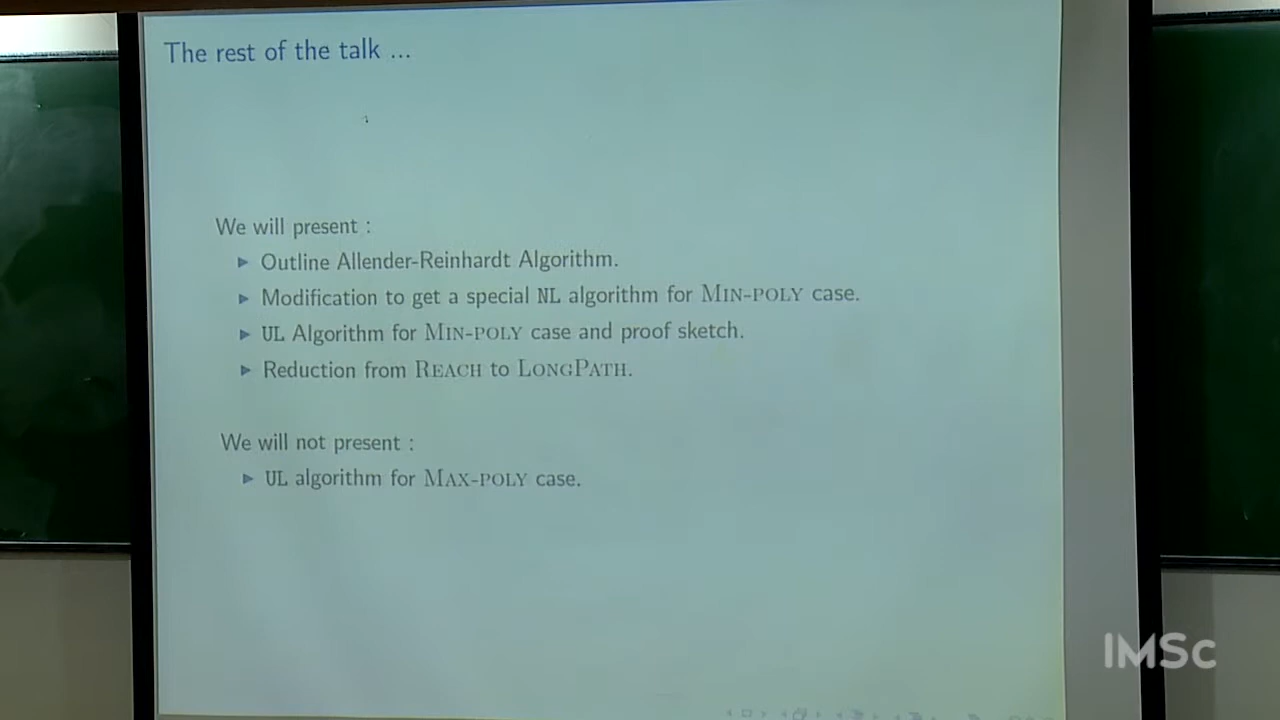 The rest of the talk ...
We will present :
▶ Outline Allender-Reinhardt Algorithm.
▶ Modification to get a special NL algorithm for MIN-POLY case.
▶ UL Algorithm for MIN-POLY case and proof sketch.
▶ Reduction from REACH to LONGPATH.
We will not present :
▶ UL algorithm for MAX-POLY case.
IMSc